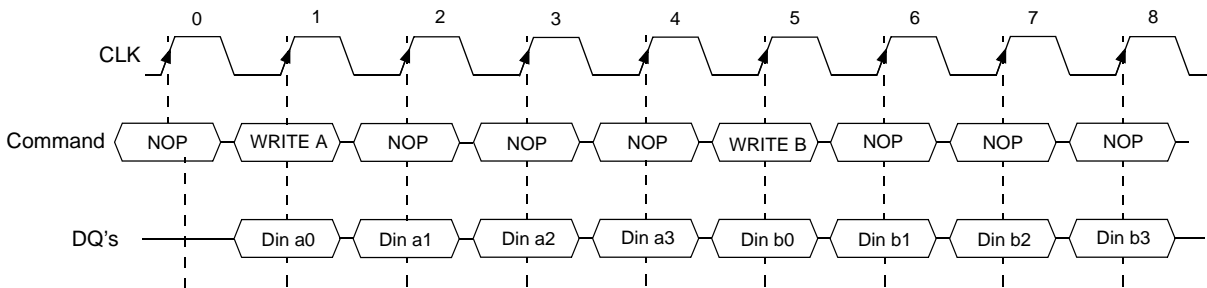 0 1 2 3 4 5 6 7 8
CLK
Command NOP WRITE A NOP NOP NOP WRITE B NOP NOP NOP
DQ's Din a0 Din a1 Din a2 Din a3 Din b0 Din b1 Din b2 Din b3